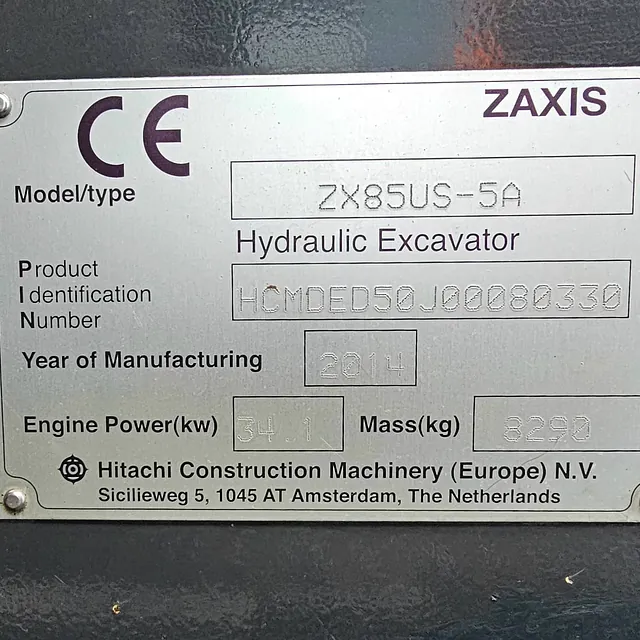 CE
ZAXIS
Model/type ZX85US-5A
Hydraulic Excavator
Product
Identification
Number
HCMDED50J00080330
Year of Manufacturing 2014
Engine Power(kw) 34.1 Mass(kg) 8290
Hitachi Construction Machinery (Europe) N.V.
Sicilieweg 5, 1045 AT Amsterdam, The Netherlands